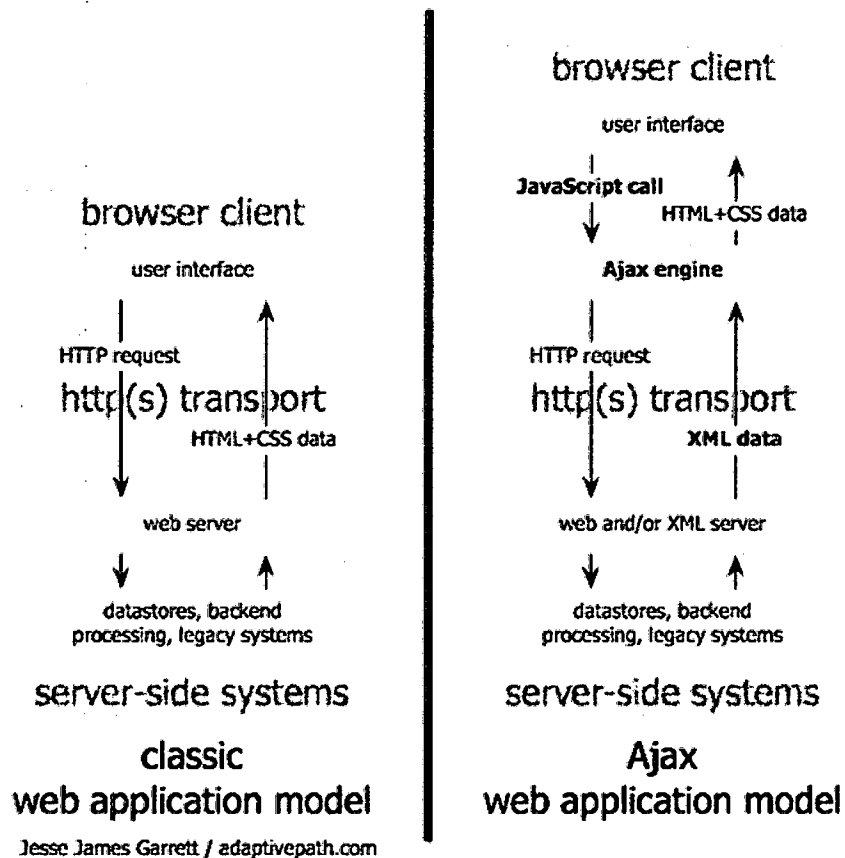 browser client
user interface
HTTP request
http(s) transport
HTML+CSS data
web server
datastores, backend
processing, legacy systems
server-side systems
classic
web application model
Jesse James Garrett / adaptivepath.com
browser client
user interface
JavaScript call
HTML+CSS data
Ajax engine
HTTP request
http(s) transport
XML data
web and/or XML server
datastores, backend
processing, legacy systems
server-side systems
Ajax
web application model